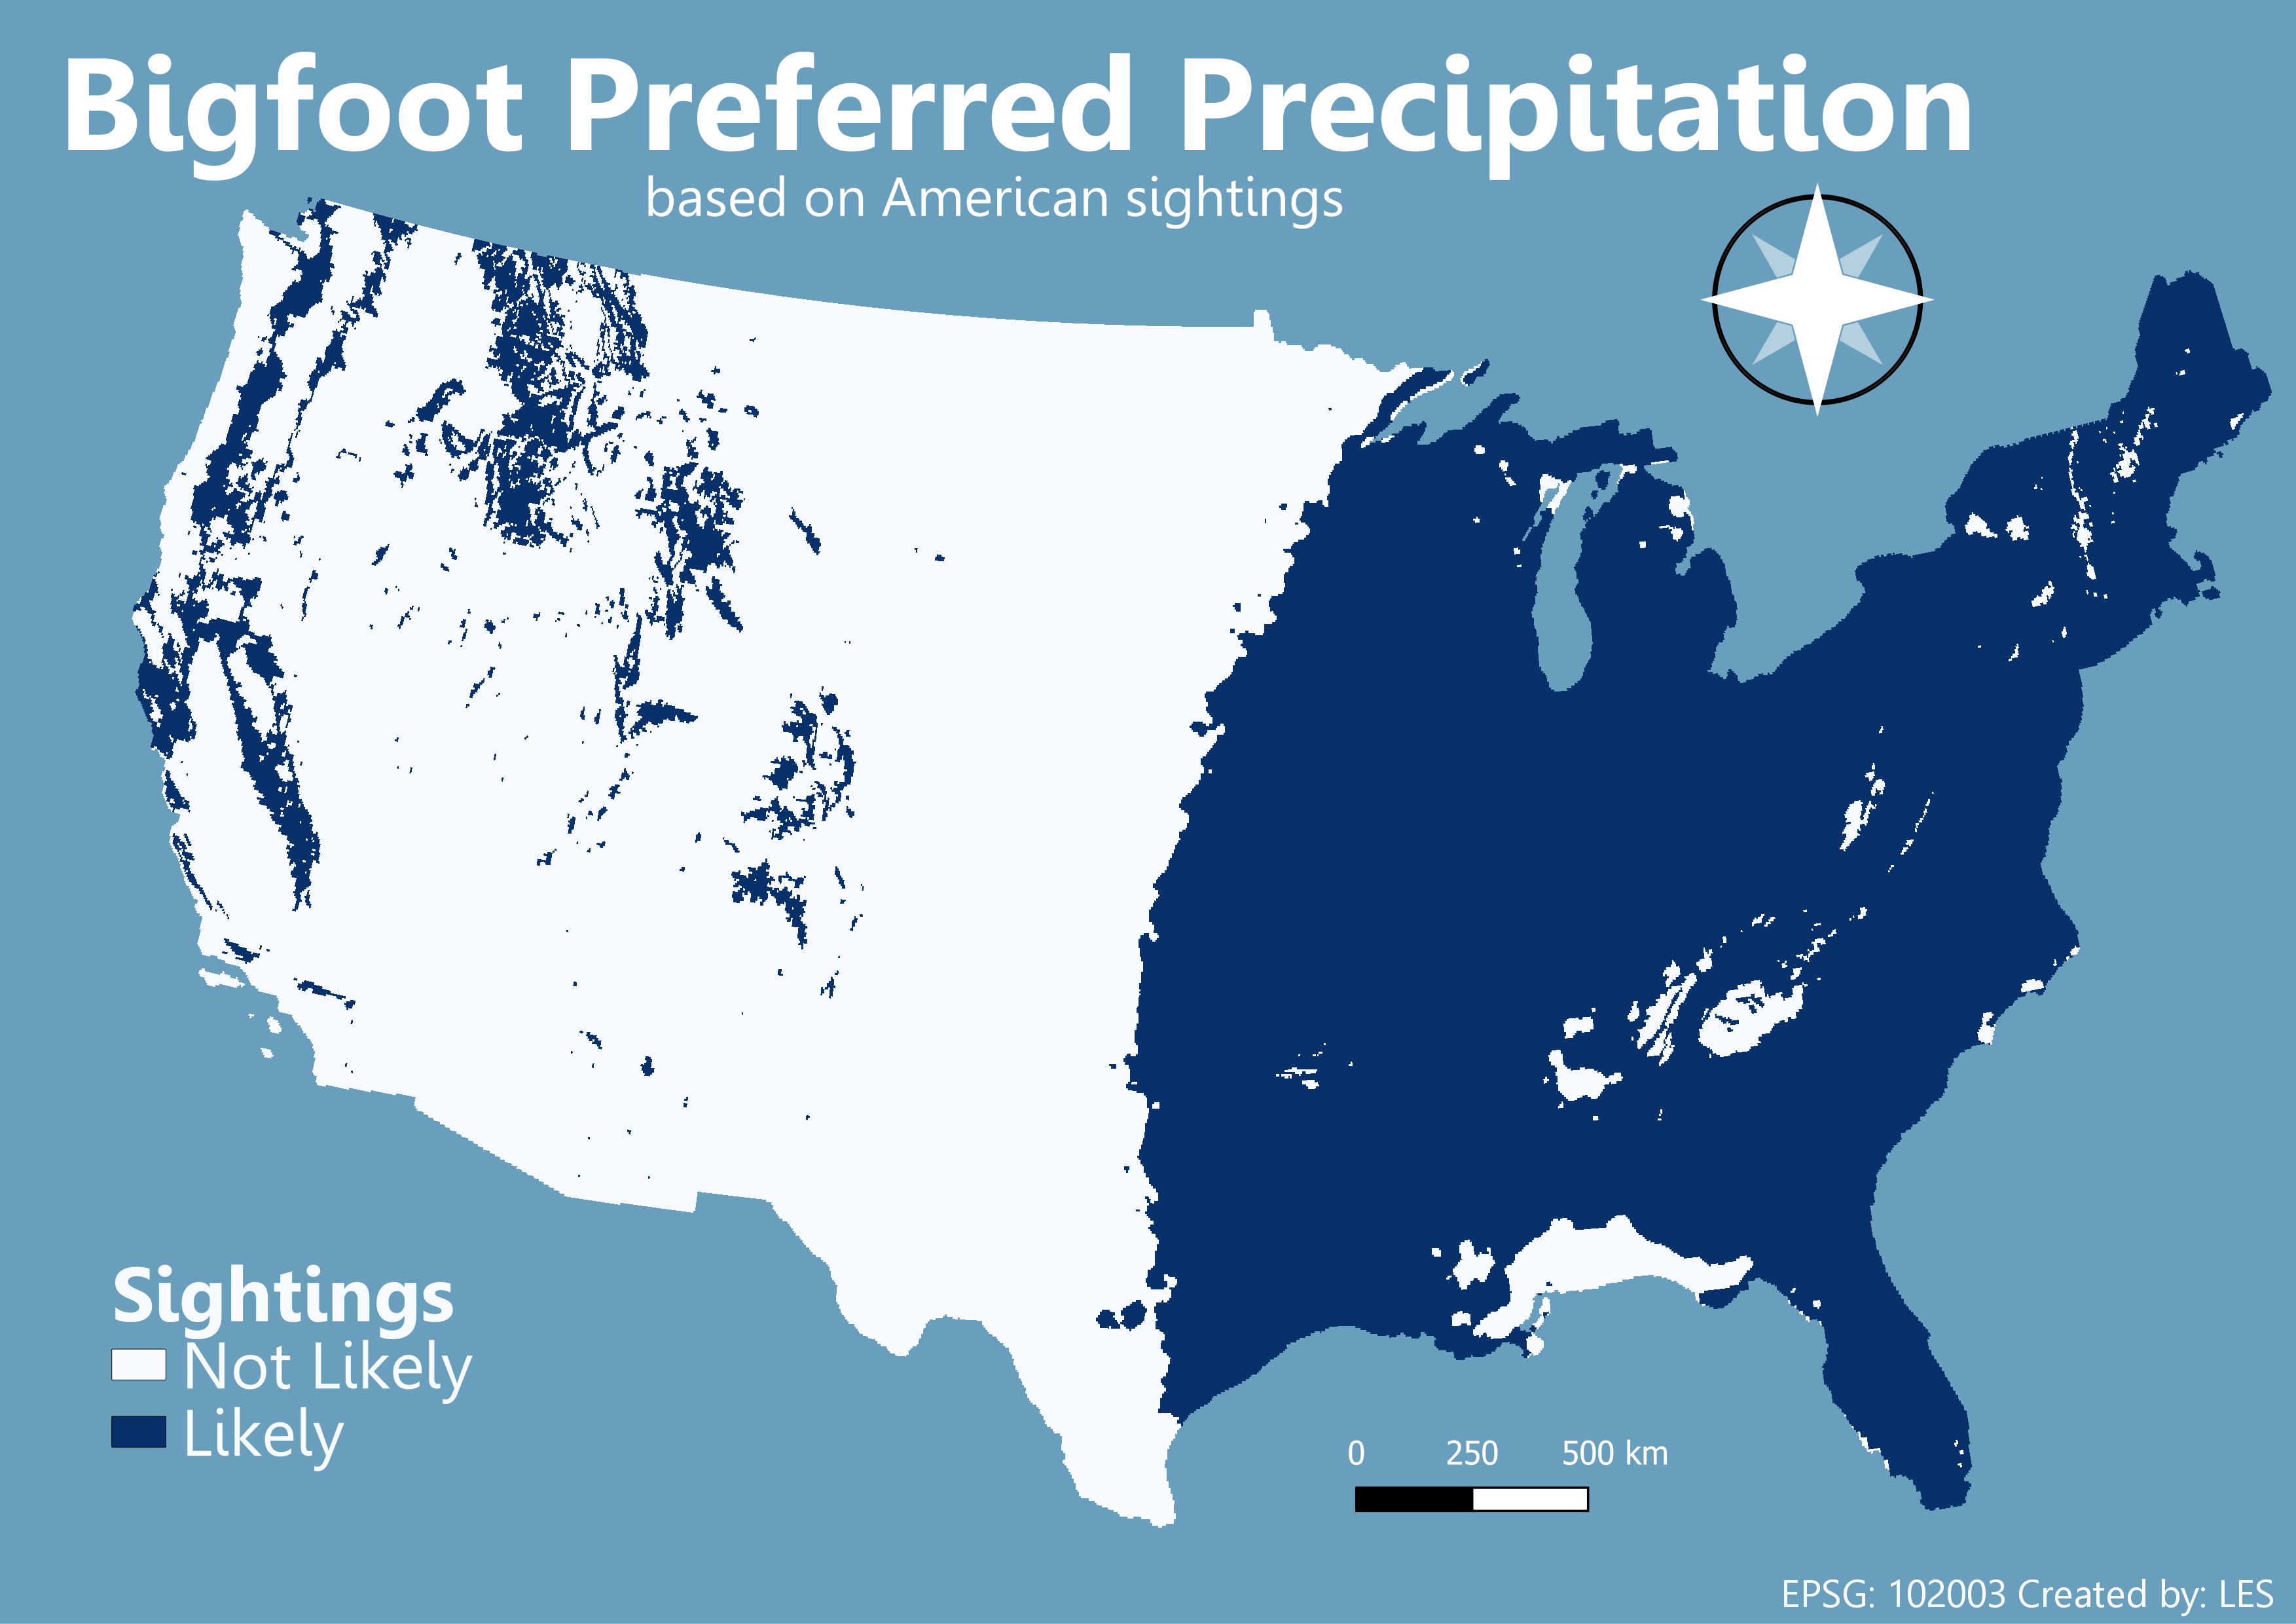 Bigfoot Preferred Precipitation
based on American sightings
Sightings
Not Likely
Likely
0 250 500 km
EPSG: 102003 Created by: LES